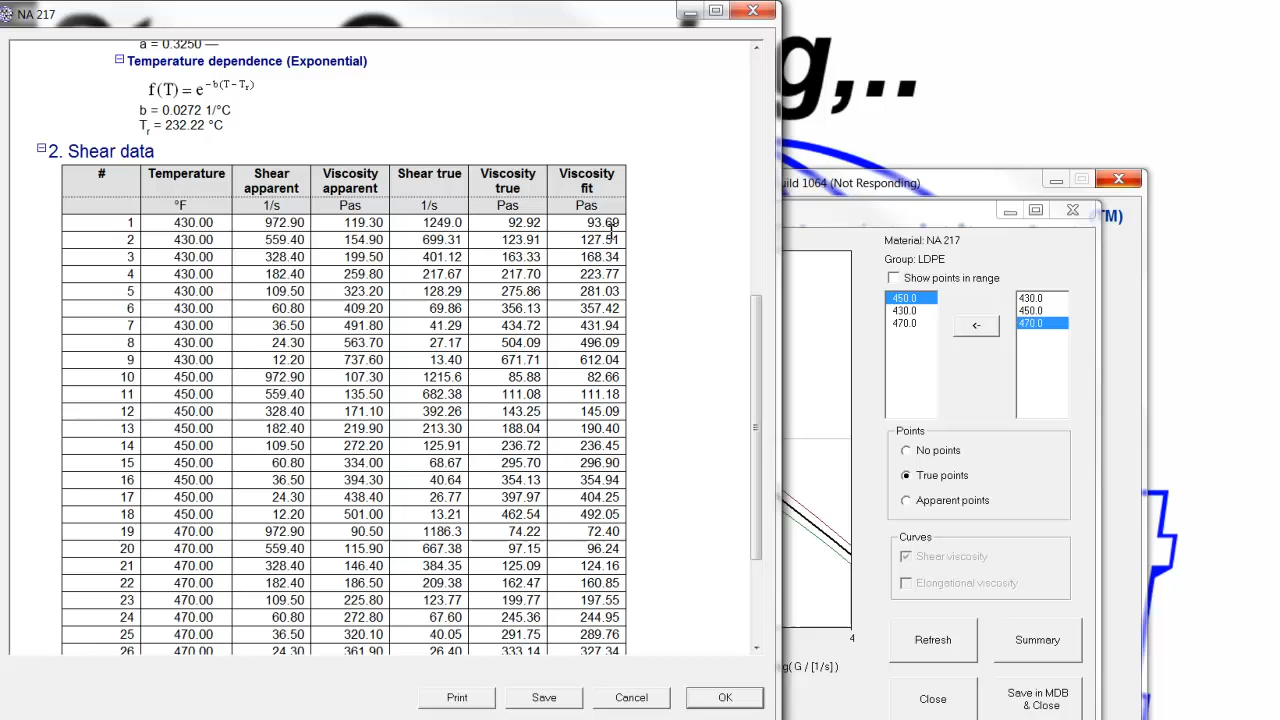 NA 217
a = 0.3250 —
Temperature dependence (Exponential)
f(T) = e^-b(T-Tr)
b = 0.0272 1/°C
Tr = 232.22 °C
2. Shear data
# Temperature Shear apparent Viscosity apparent Shear true Viscosity true Viscosity fit
°F 1/s Pas 1/s Pas Pas
1 430.00 972.90 119.30 1249.0 92.92 93.69
2 430.00 559.40 154.90 699.31 123.91 127.91
3 430.00 328.40 199.50 401.12 163.33 168.34
4 430.00 182.40 259.80 217.67 217.70 223.77
5 430.00 109.50 323.20 128.29 275.86 281.03
6 430.00 60.80 409.20 69.86 356.13 357.42
7 430.00 36.50 491.80 41.29 434.72 431.94
8 430.00 24.30 563.70 27.17 504.09 496.09
9 430.00 12.20 737.60 13.40 671.71 612.04
10 450.00 972.90 107.30 1215.6 85.88 82.66
11 450.00 559.40 135.50 682.38 111.08 111.18
12 450.00 328.40 171.10 392.26 143.25 145.09
13 450.00 182.40 219.90 213.30 188.04 190.40
14 450.00 109.50 272.20 125.91 236.72 236.45
15 450.00 60.80 334.00 68.67 295.70 296.90
16 450.00 36.50 394.30 40.64 354.13 354.94
17 450.00 24.30 438.40 26.77 397.97 404.25
18 450.00 12.20 501.00 13.21 462.54 492.05
19 470.00 972.90 90.50 1186.3 74.22 72.40
20 470.00 559.40 115.90 667.38 97.15 96.24
21 470.00 328.40 146.40 384.35 125.09 124.16
22 470.00 182.40 186.50 209.38 162.47 160.85
23 470.00 109.50 225.80 123.77 199.77 197.55
24 470.00 60.80 272.80 67.60 245.36 244.95
25 470.00 36.50 320.10 40.05 291.75 289.76
26 470.00 24.30 361.90 26.40 333.14 327.34
Print Save Cancel OK
g,..
uild 1064 (Not Responding)
TM)
Material: NA 217
Group: LDPE
Show points in range
450.0
430.0
470.0
<-
430.0
450.0
470.0
Points
No points
True points
Apparent points
Curves
Shear viscosity
Elongational viscosity
Refresh Summary
Close Save in MDB & Close
4
g( G / [1/s] )